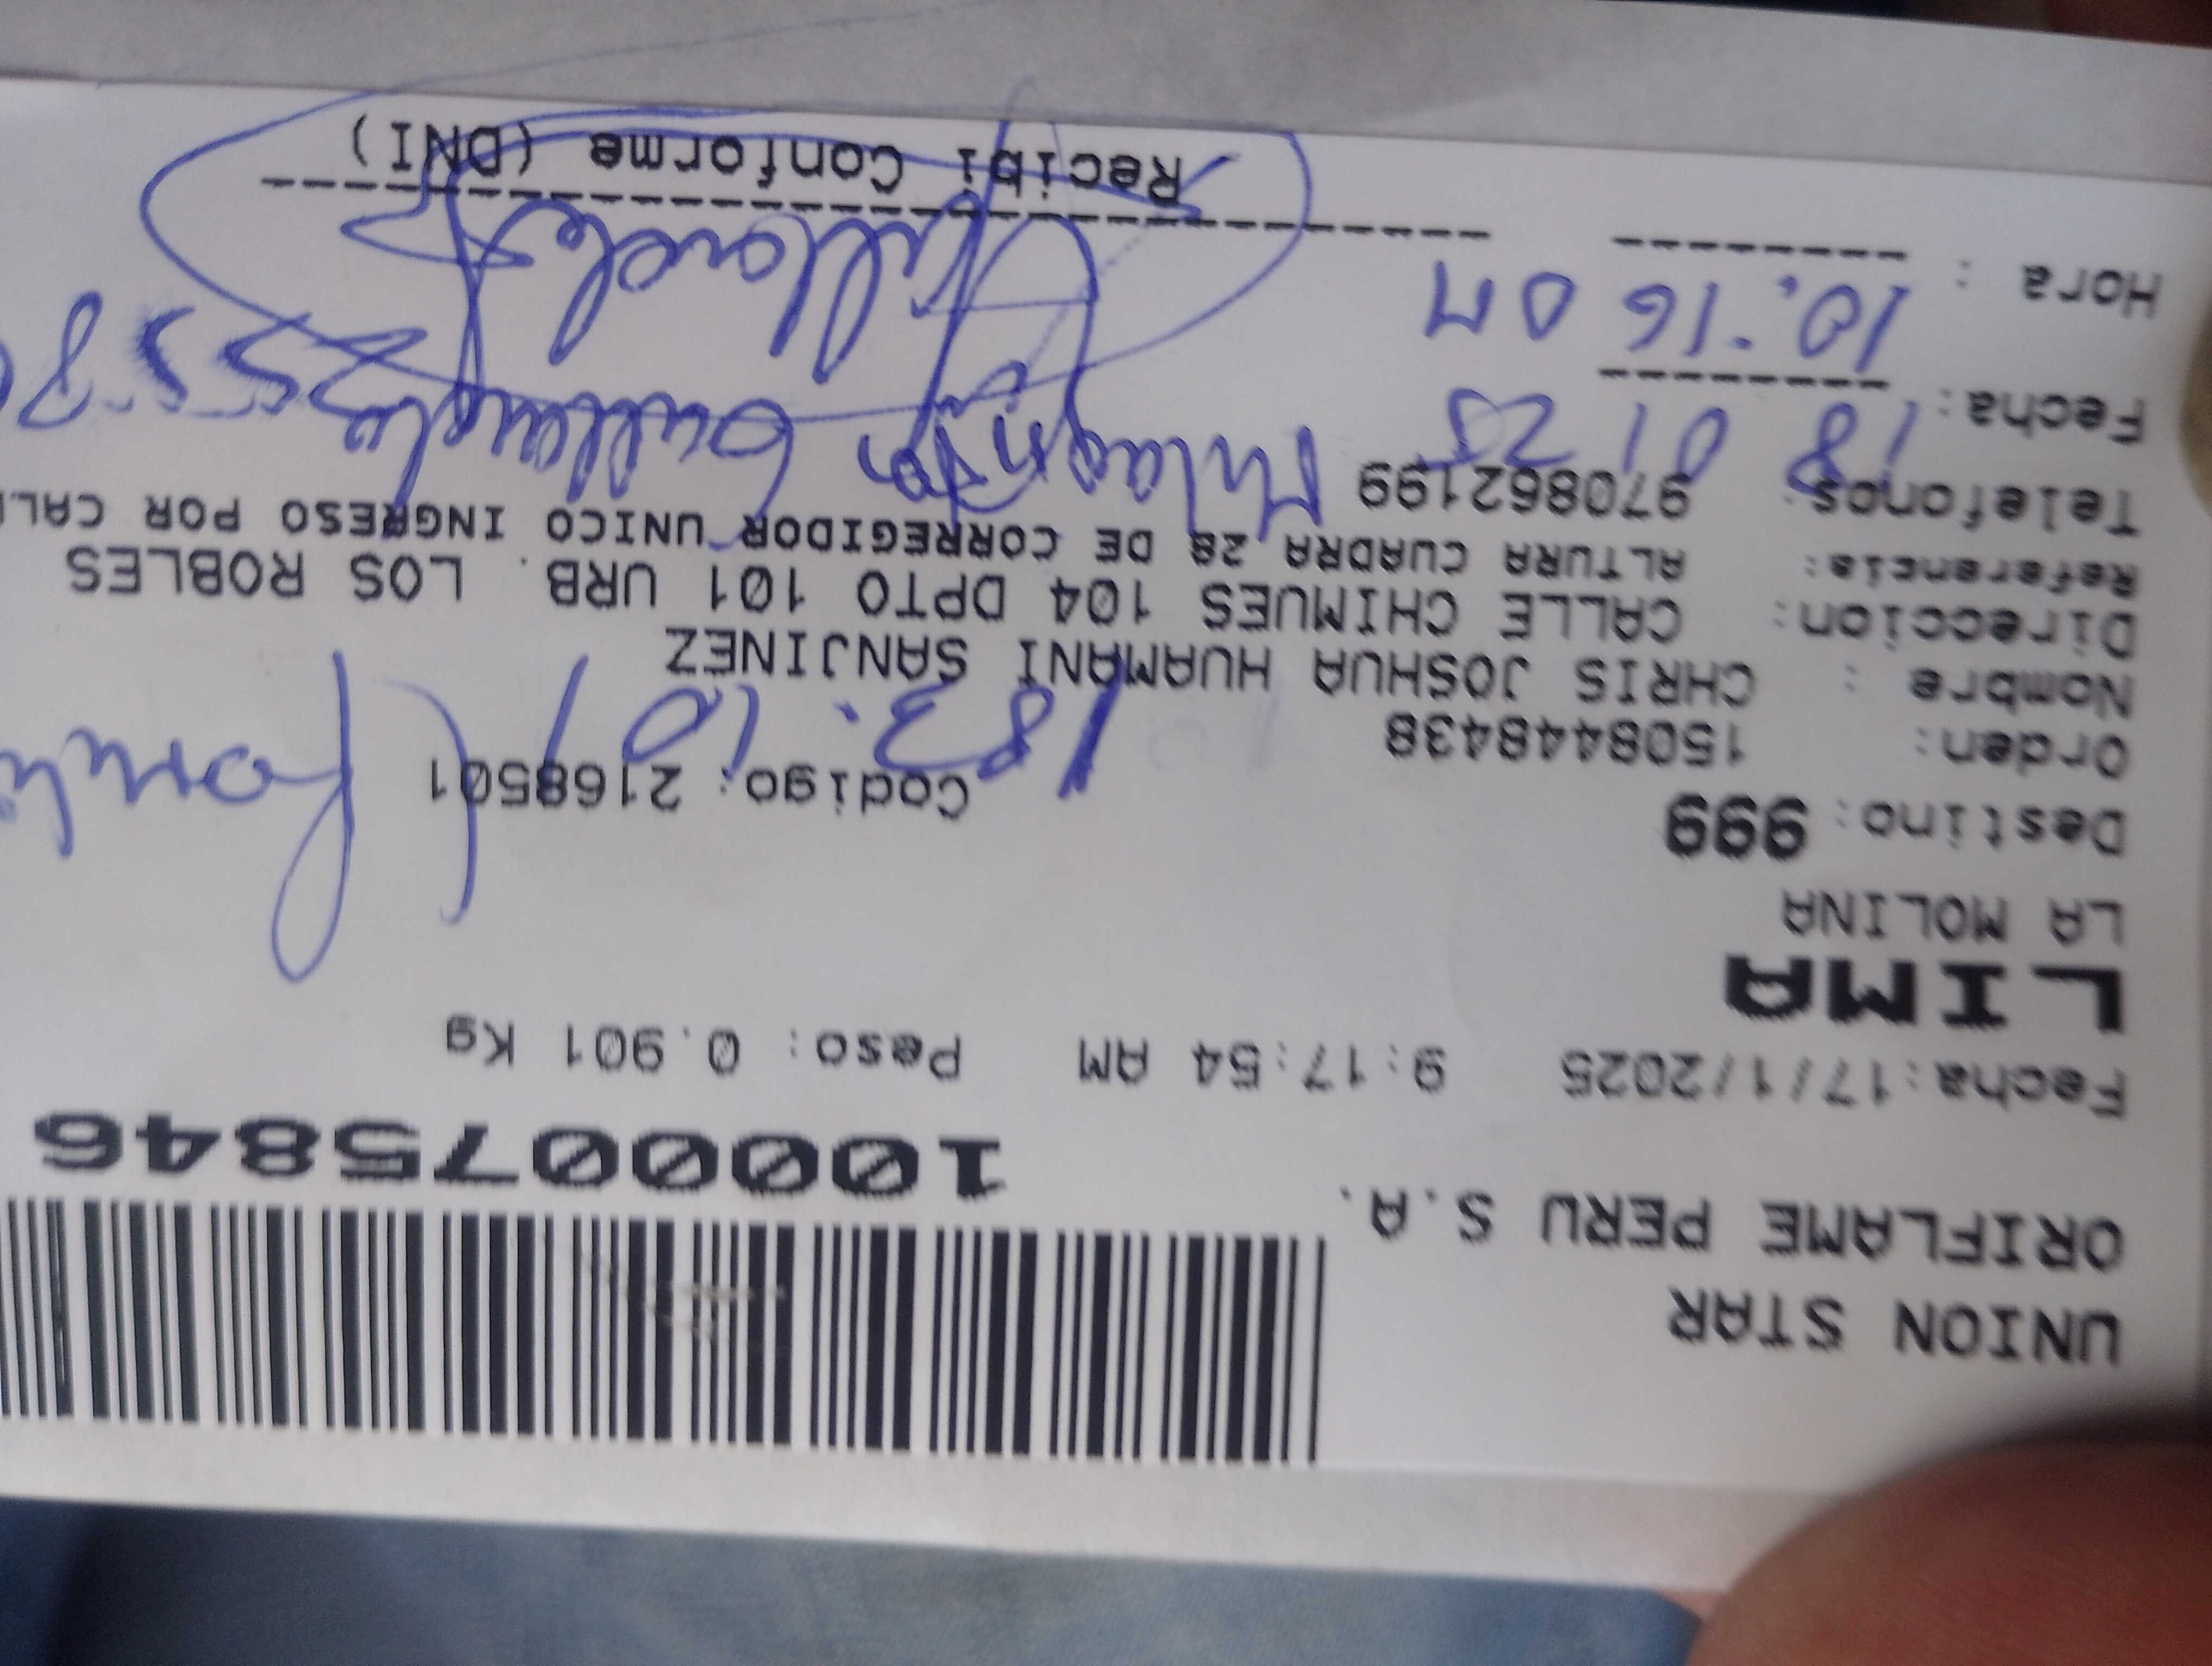 UNION STAR
ORIFLAME PERU S.A.
10000075846
Fecha:17/1/2025 9:17:54 AM Peso: 0.901 Kg
LIMA
LA MOLINA
Destino: 999 Codigo: 2168501
Orden: 1508448438
Nombre : CHRIS JOSHUA HUAMANI SANJINEZ
Direccion: CALLE CHIMUES 104 DPTO 101 URB. LOS ROBLES
Referencia: ALTURA CUADRA 28 DE CORREGIDOR UNICO INGRESO POR CALL
Telefonos: 970862199
Fecha: 18 01 25
Hora : 10:16 am
Recibi Conforme (DNI)